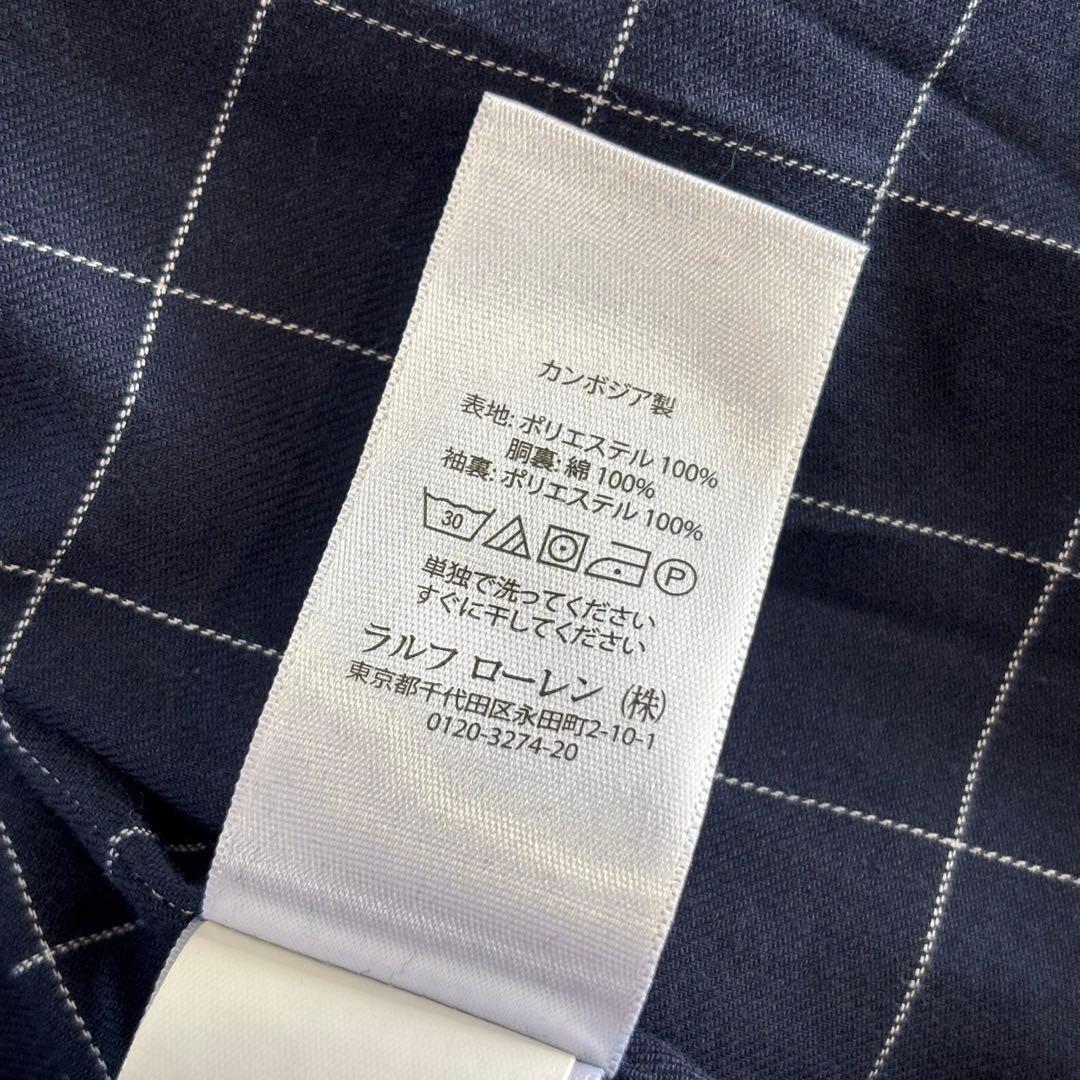 カンボジア製
表地: ポリエステル 100%
胴裏: 綿 100%
袖裏: ポリエステル 100%
30 P
単独で洗ってください
すぐに干してください
ラルフ ローレン (株)
東京都千代田区永田町2-10-1
0120-3274-20